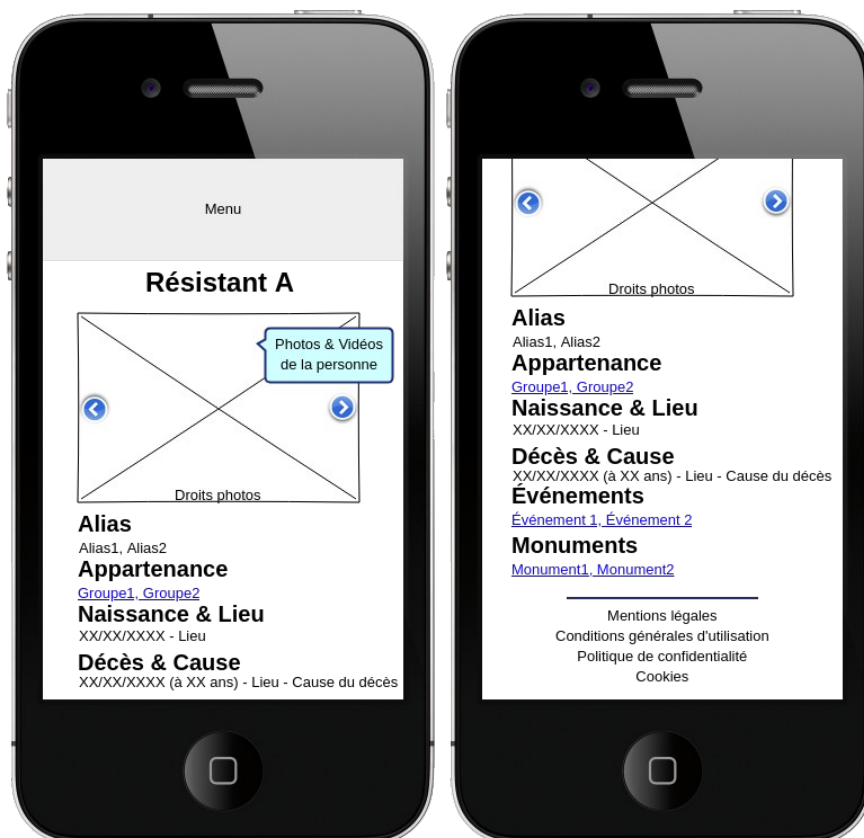 Menu
Résistant A
Photos & Vidéos
de la personne
Droits photos
Alias
Alias1, Alias2
Appartenance
Groupe1, Groupe2
Naissance & Lieu
XX/XX/XXXX - Lieu
Décès & Cause
XX/XX/XXXX (à XX ans) - Lieu - Cause du décès
Droits photos
Alias
Alias1, Alias2
Appartenance
Groupe1, Groupe2
Naissance & Lieu
XX/XX/XXXX - Lieu
Décès & Cause
XX/XX/XXXX (à XX ans) - Lieu - Cause du décès
Événements
Événement 1, Événement 2
Monuments
Monument1, Monument2
Mentions légales
Conditions générales d'utilisation
Politique de confidentialité
Cookies